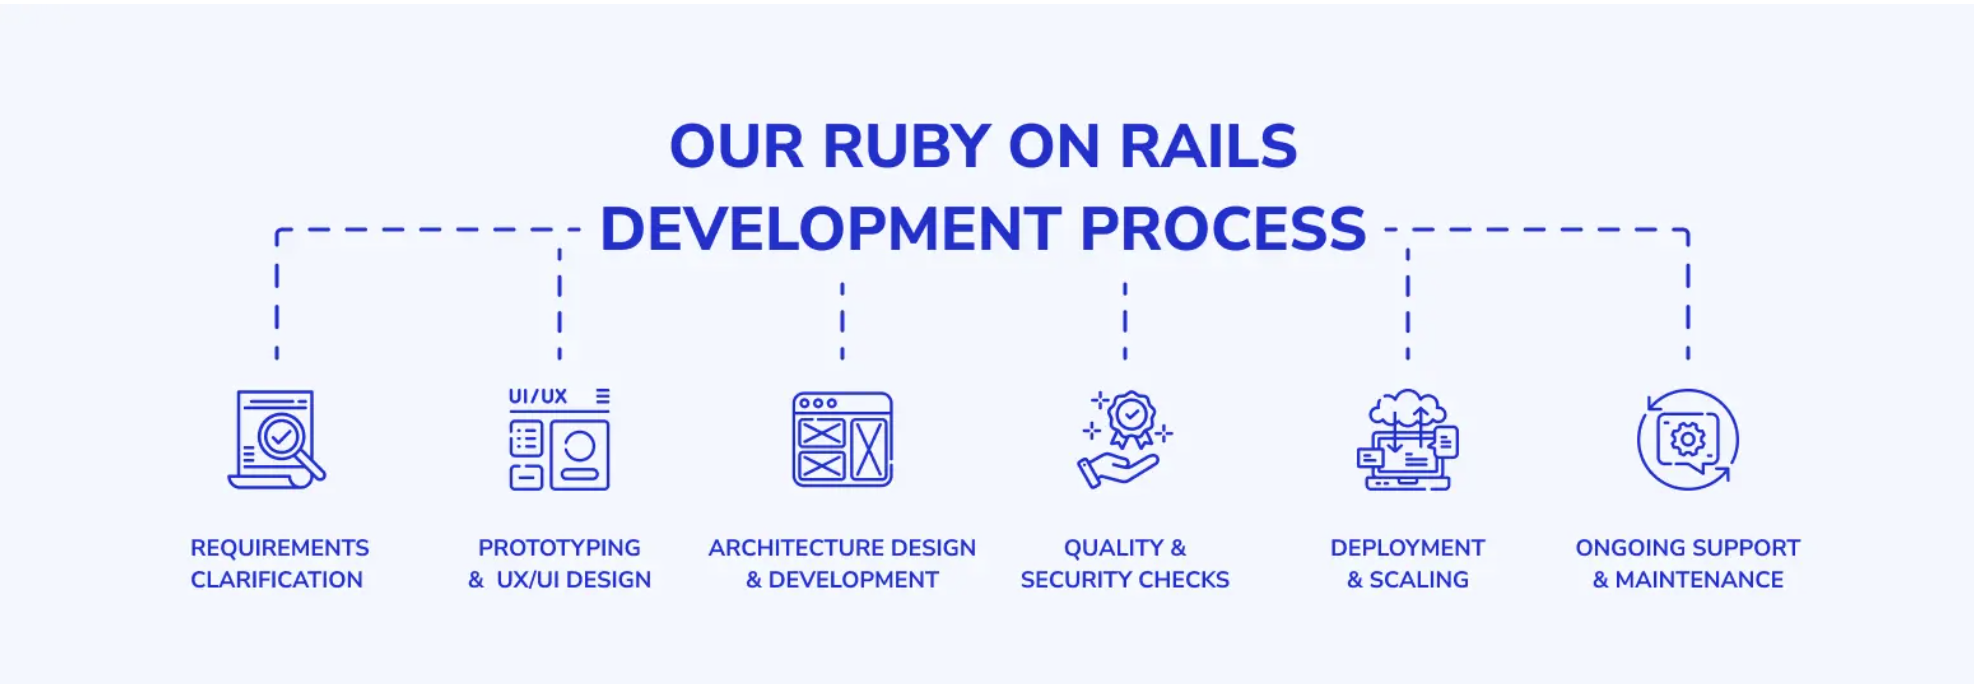 OUR RUBY ON RAILS
DEVELOPMENT PROCESS
UI/UX
REQUIREMENTS
CLARIFICATION
PROTOTYPING
& UX/UI DESIGN
ARCHITECTURE DESIGN
& DEVELOPMENT
QUALITY &
SECURITY CHECKS
DEPLOYMENT
& SCALING
ONGOING SUPPORT
& MAINTENANCE